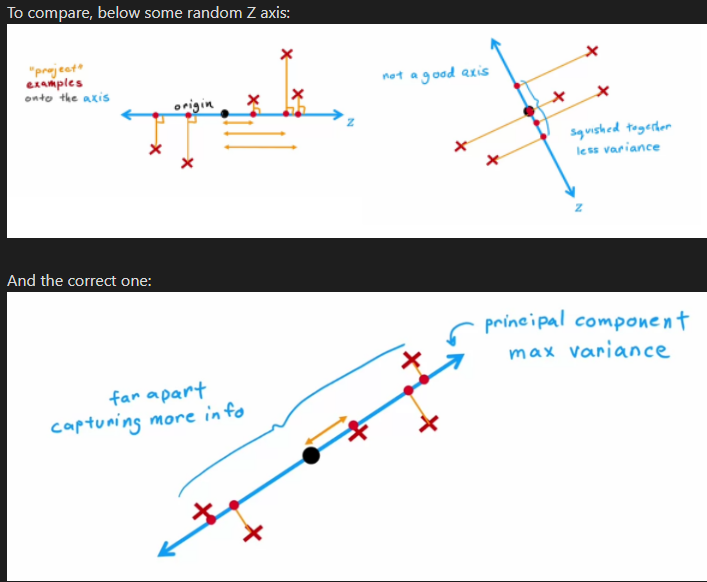 To compare, below some random Z axis:
"project"
examples
onto the axis
origin
z
not a good axis
squished together
less variance
z
And the correct one:
principal component
max variance
far apart
capturing more info